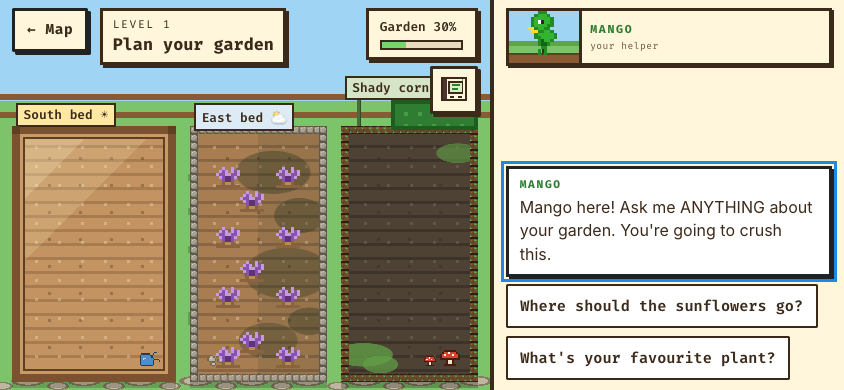 ← Map
LEVEL 1
Plan your garden
Garden 30%
South bed ☀
East bed ⛅
Shady corn
MANGO
your helper
MANGO
Mango here! Ask me ANYTHING about
your garden. You're going to crush
this.
Where should the sunflowers go?
What's your favourite plant?